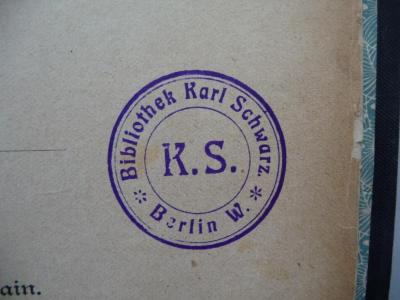 Bibliothek Karl Schwarz.
K.S.
* Berlin W. *
ain.